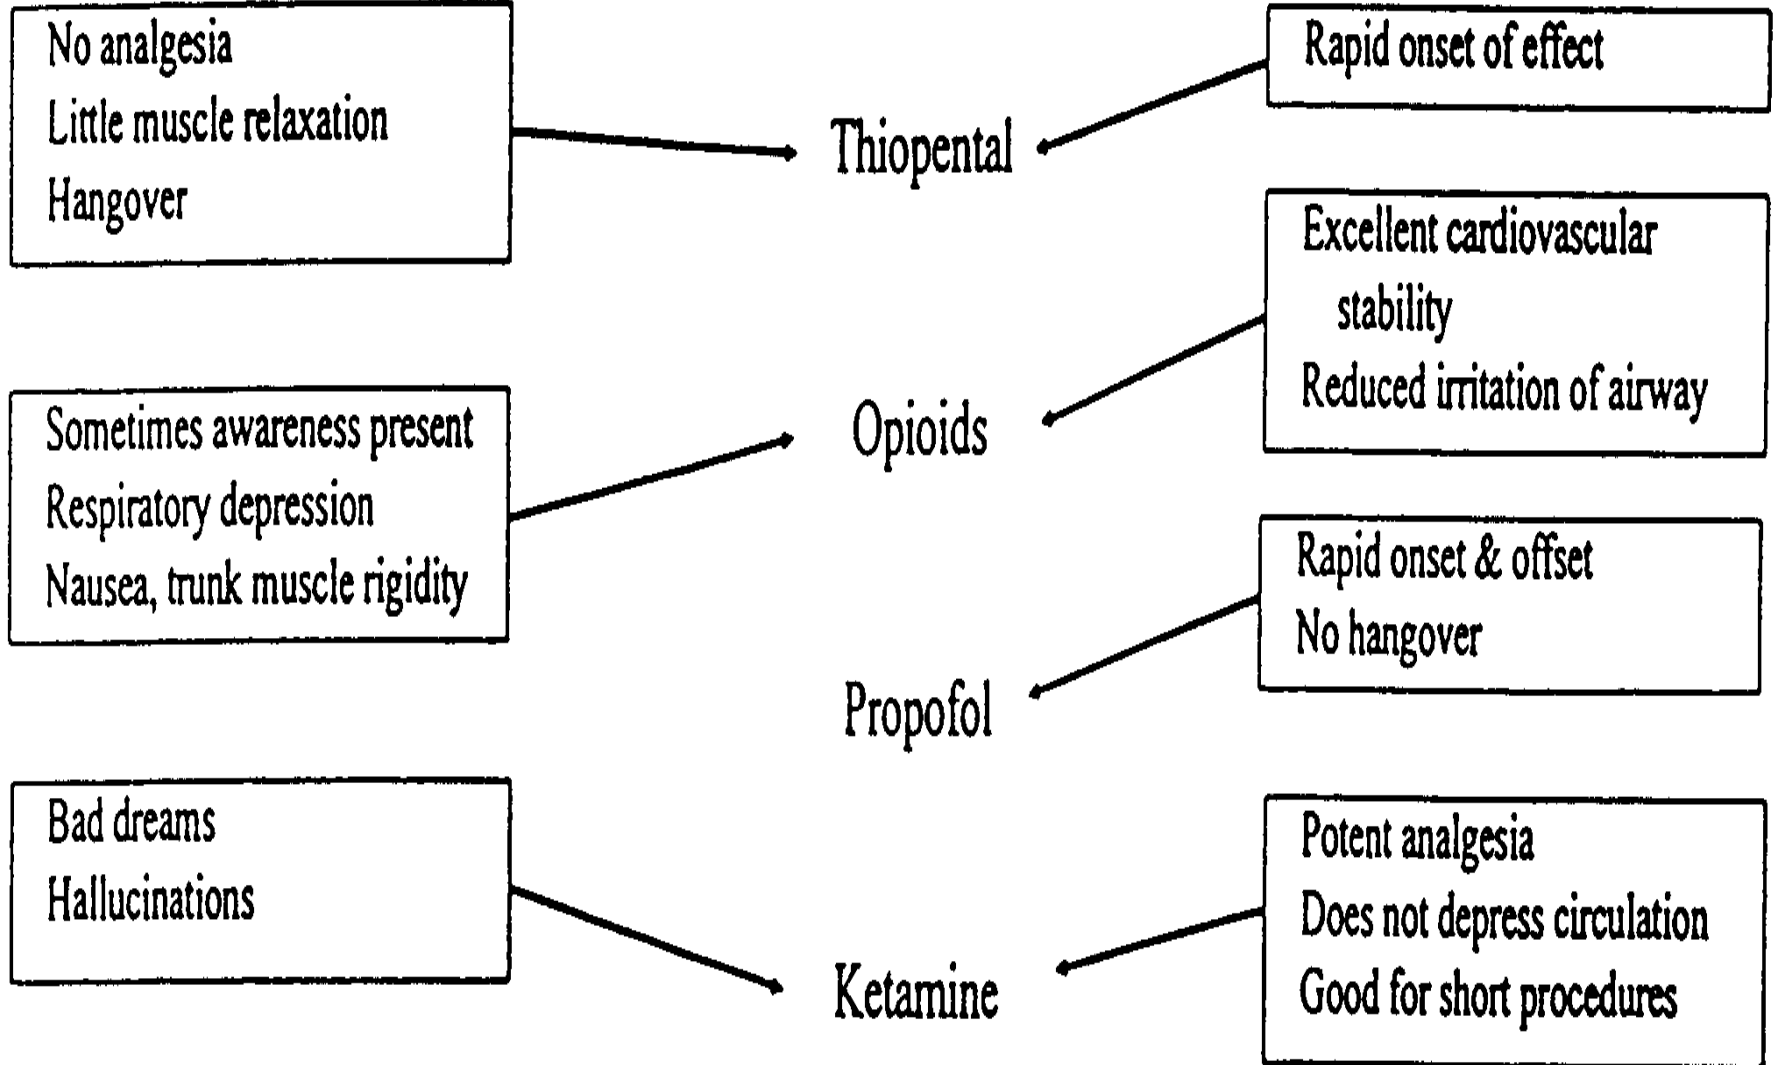 No analgesia
Little muscle relaxation
Hangover
Rapid onset of effect
Thiopental
Excellent cardiovascular
stability
Reduced irritation of airway
Sometimes awareness present
Respiratory depression
Nausea, trunk muscle rigidity
Opioids
Rapid onset & offset
No hangover
Propofol
Bad dreams
Hallucinations
Potent analgesia
Does not depress circulation
Good for short procedures
Ketamine